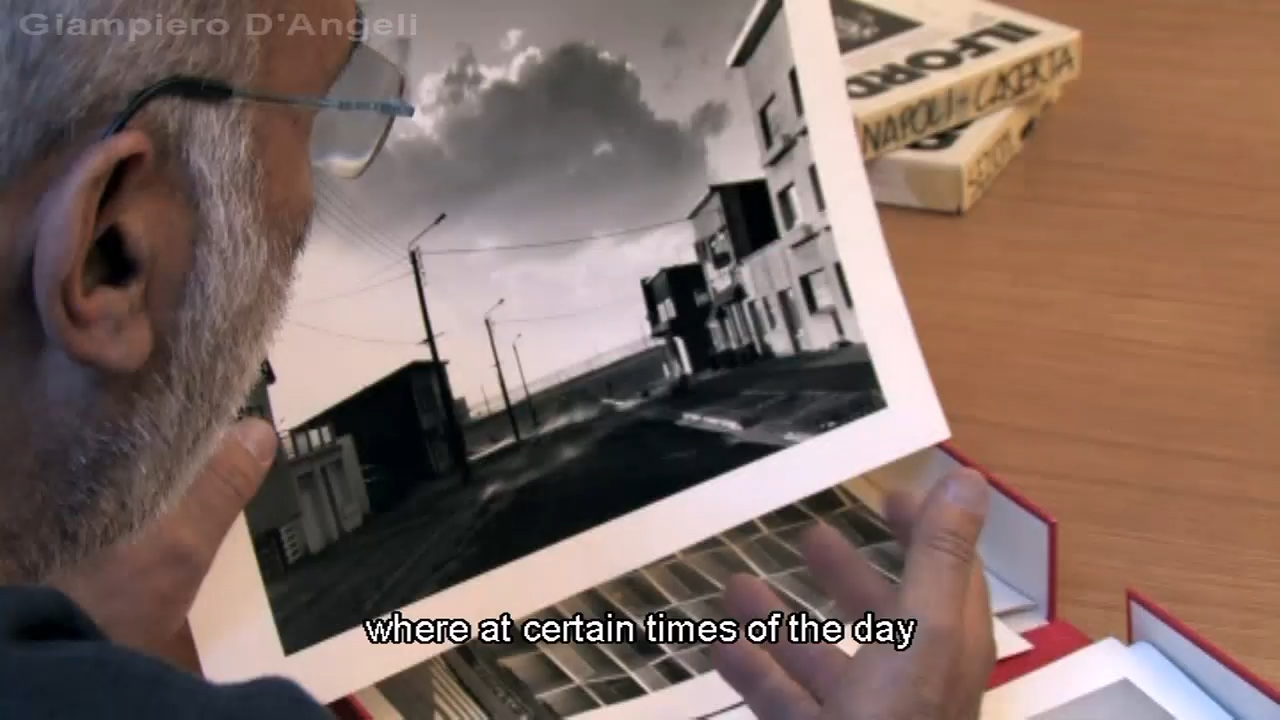 Giampiero D'Angeli
ILFORD
NAPOLI - CASERTA
where at certain times of the day